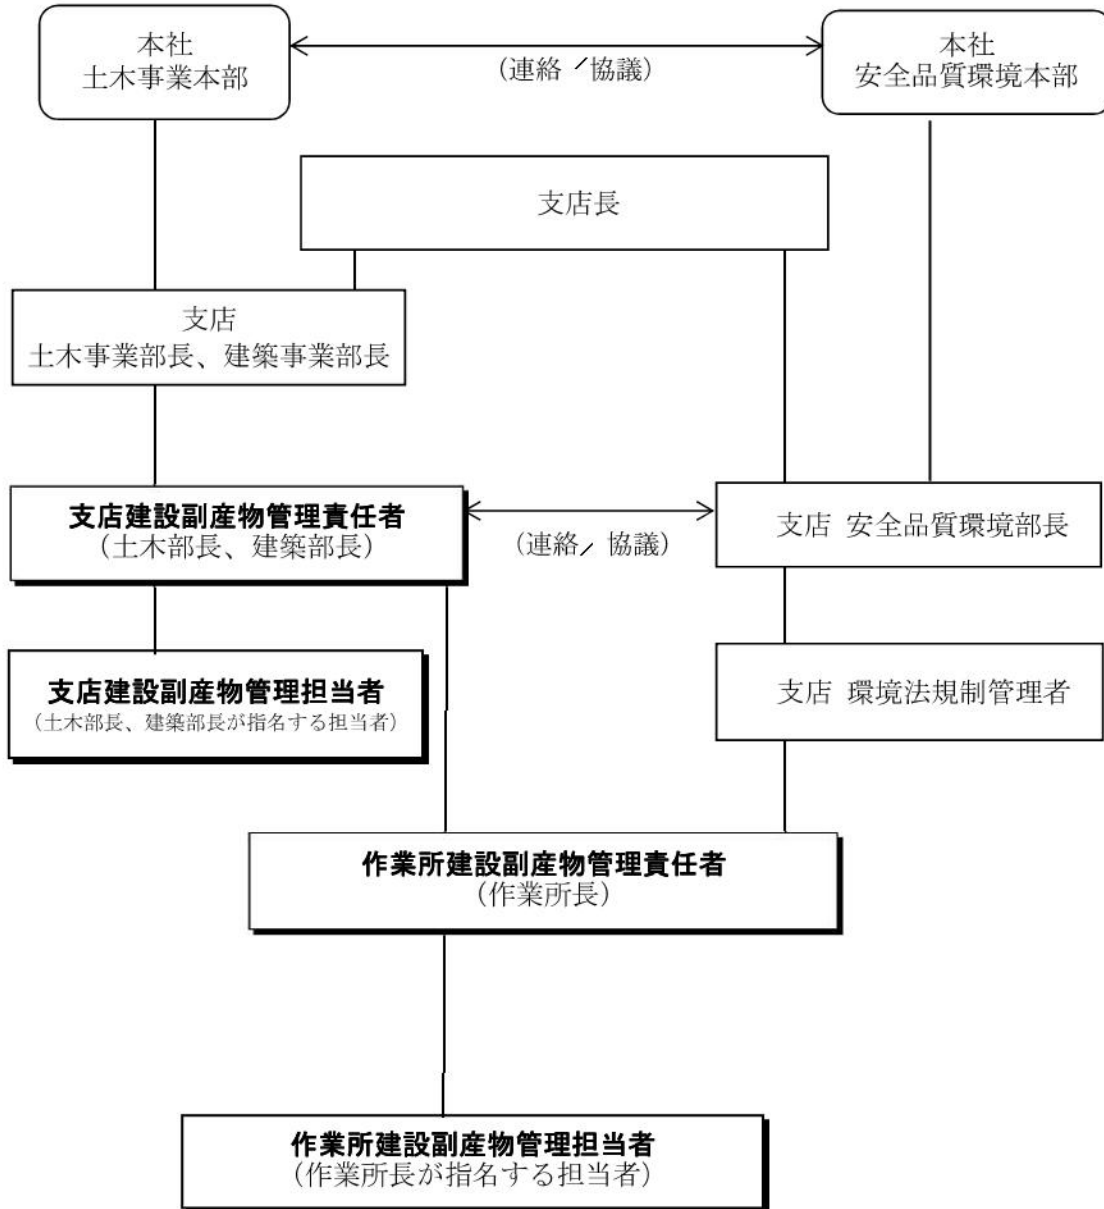 本社
土木事業本部
(連絡／協議)
本社
安全品質環境本部
支店長
支店
土木事業部長、建築事業部長
支店建設副産物管理責任者
(土木部長、建築部長)
(連絡／ 協議)
支店 安全品質環境部長
支店建設副産物管理担当者
(土木部長、建築部長が指名する担当者)
支店 環境法規制管理者
作業所建設副産物管理責任者
(作業所長)
作業所建設副産物管理担当者
(作業所長が指名する担当者)